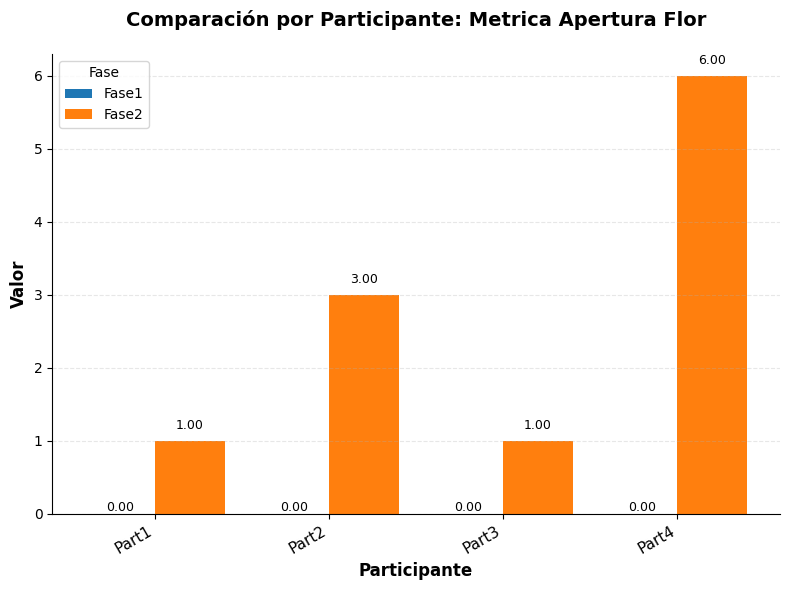 Comparación por Participante: Metrica Apertura Flor
Fase
Fase1
Fase2
Valor
6
5
4
3
2
1
0
0.00
1.00
0.00
3.00
0.00
1.00
0.00
6.00
Part1
Part2
Part3
Part4
Participante